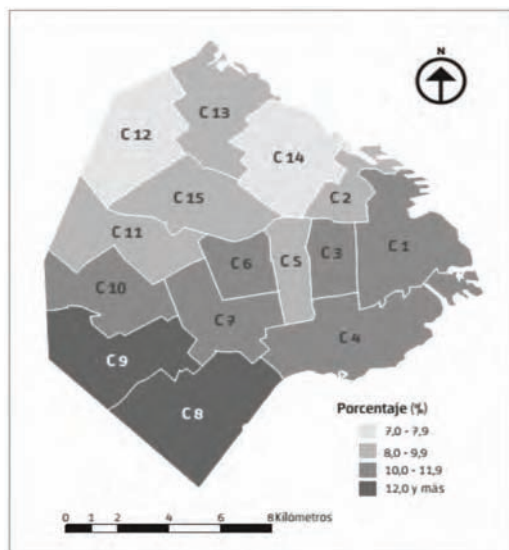 N
C 13
C 12
C 14
C 15
C 2
C 11
C 1
C 6
C 5
C 3
C 10
C 7
C 4
C 9
C 8
Porcentaje (%)
7,0 - 7,9
8,0 - 9,9
10,0 - 11,9
12,0 y más
0 1 2 4 6 8 Kilómetros